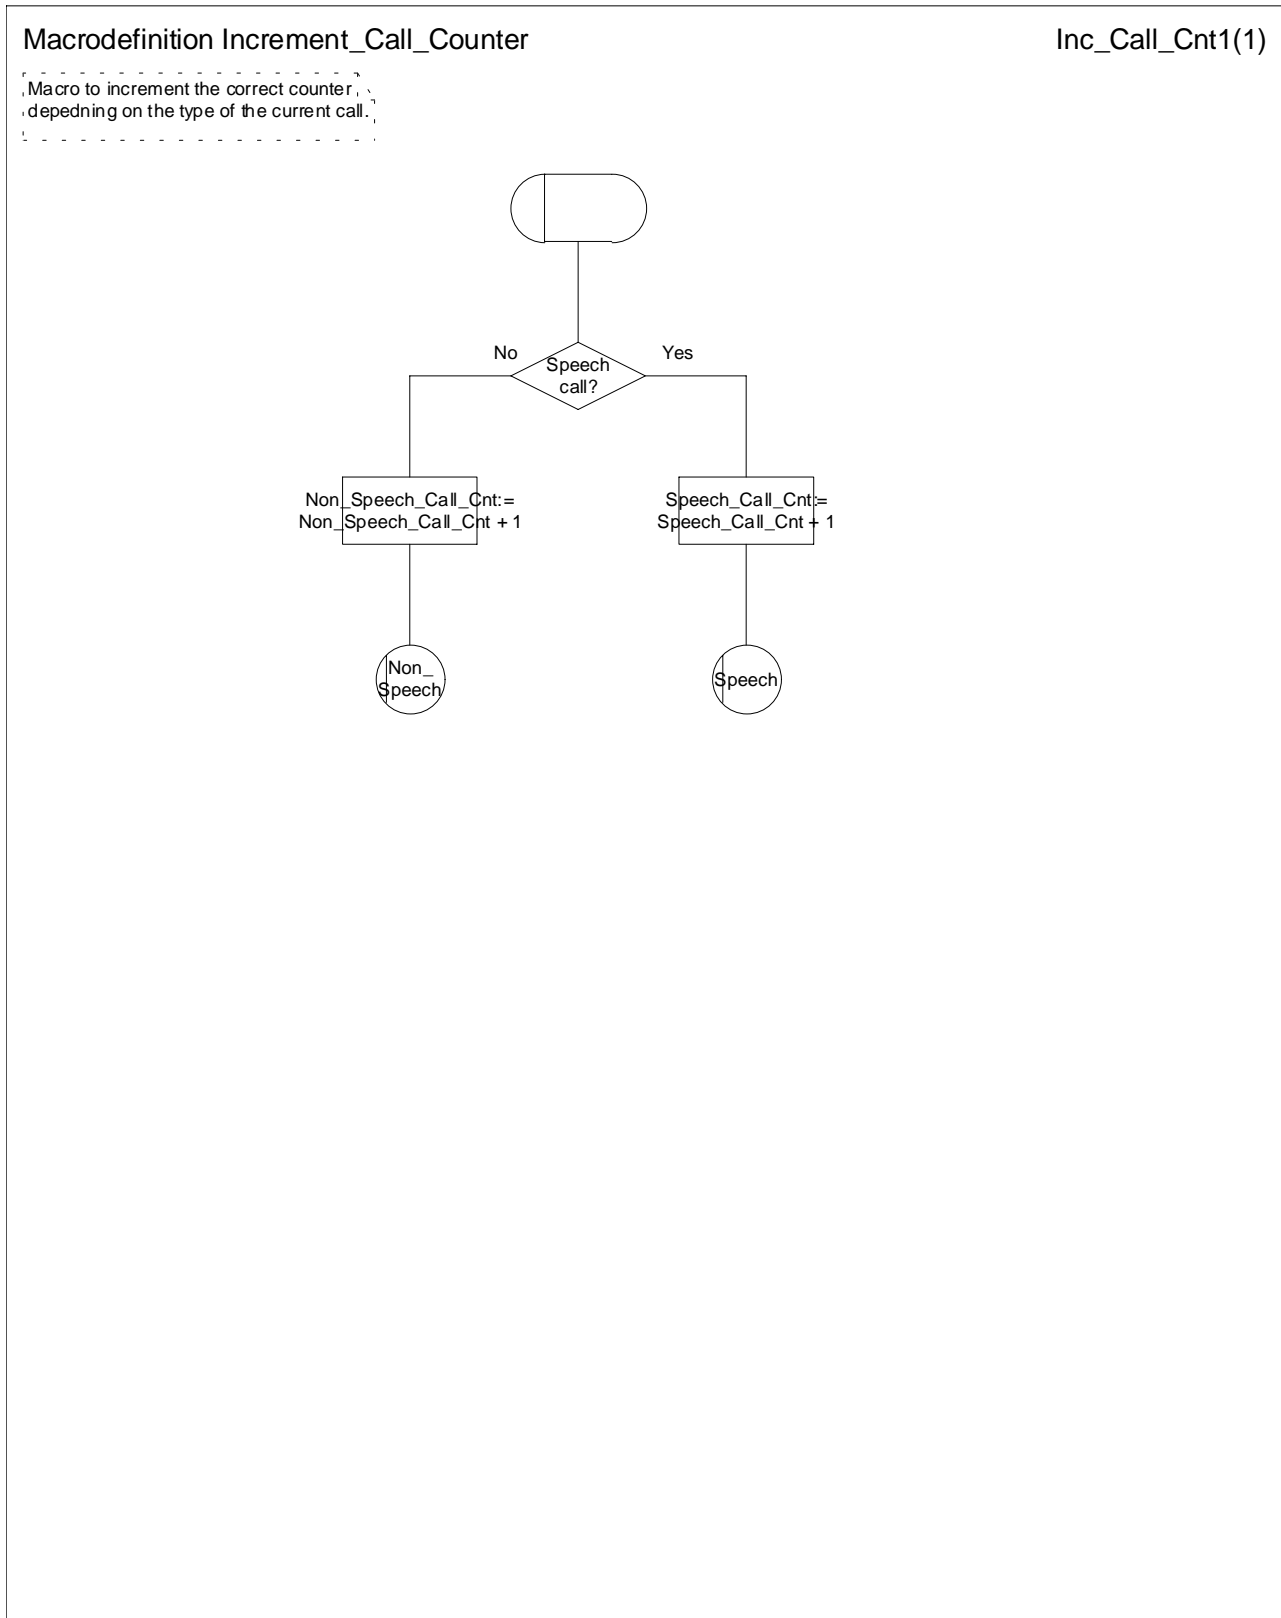 Macrodefinition Increment_Call_Counter
Inc_Call_Cnt1(1)
Macro to increment the correct counter
depedning on the type of the current call.
No
Yes
Speech
call?
Non_Speech_Call_Cnt:=
Non_Speech_Call_Cnt + 1
Speech_Call_Cnt:=
Speech_Call_Cnt + 1
Non_
Speech
Speech